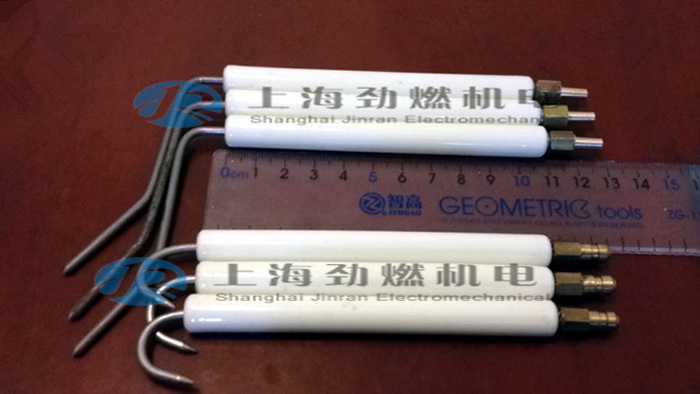 上海劲燃机电
Shanghai Jinran Electromechanical
0cm 1 2 3 4 5 6 7 8 9 10 11 12 13 14 15
智高 GEOMETRIC tools
上海劲燃机电
Shanghai Jinran Electromechanical